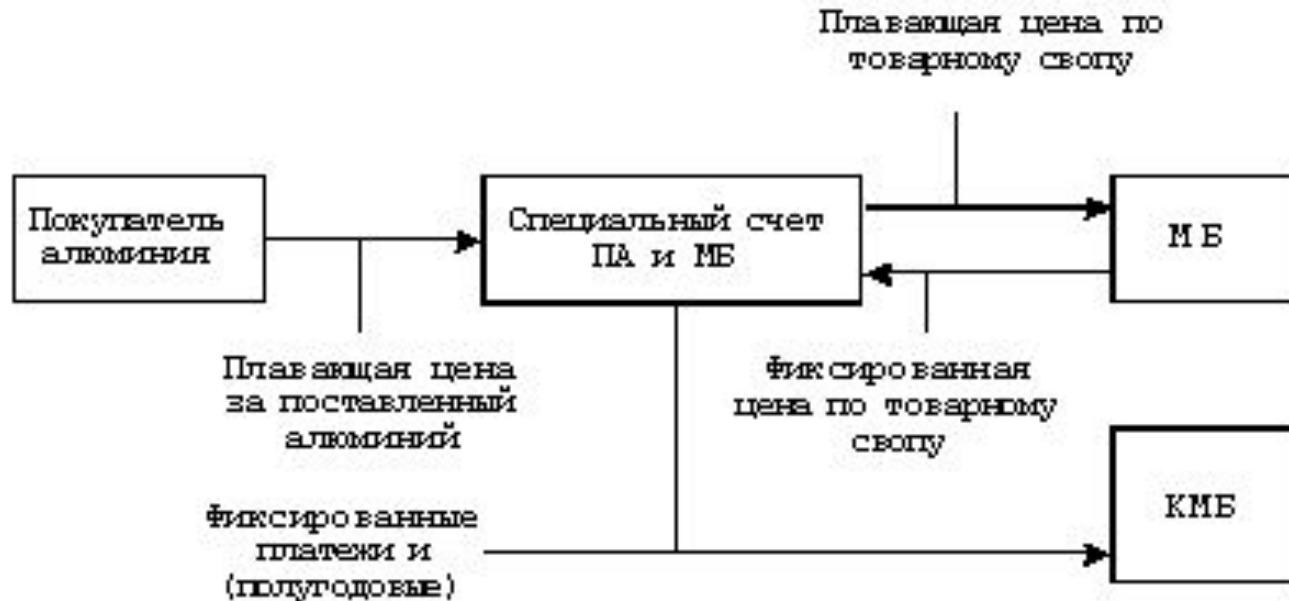 Плавающая цена по
товарному свопу
Покупатель
алюминия
Специальный счет
ПА и МБ
МБ
Плавающая цена
за поставленный
алюминий
Фиксированная
цена по товарному
свопу
Фиксированные
платежи и
(полугодовые)
КМБ